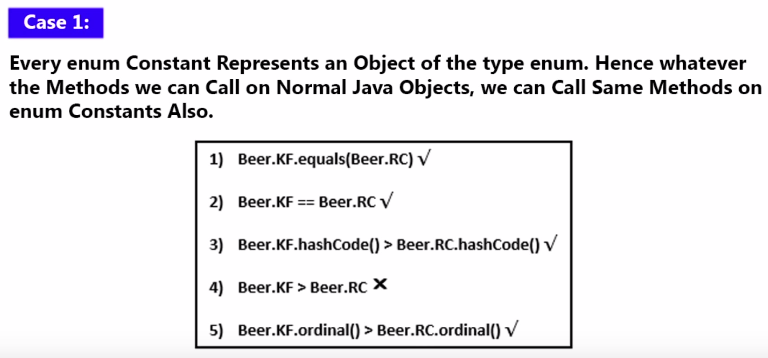 Case 1:
Every enum Constant Represents an Object of the type enum. Hence whatever
the Methods we can Call on Normal Java Objects, we can Call Same Methods on
enum Constants Also.
1) Beer.KF.equals(Beer.RC) √
2) Beer.KF == Beer.RC √
3) Beer.KF.hashCode() > Beer.RC.hashCode() √
4) Beer.KF > Beer.RC ×
5) Beer.KF.ordinal() > Beer.RC.ordinal() √